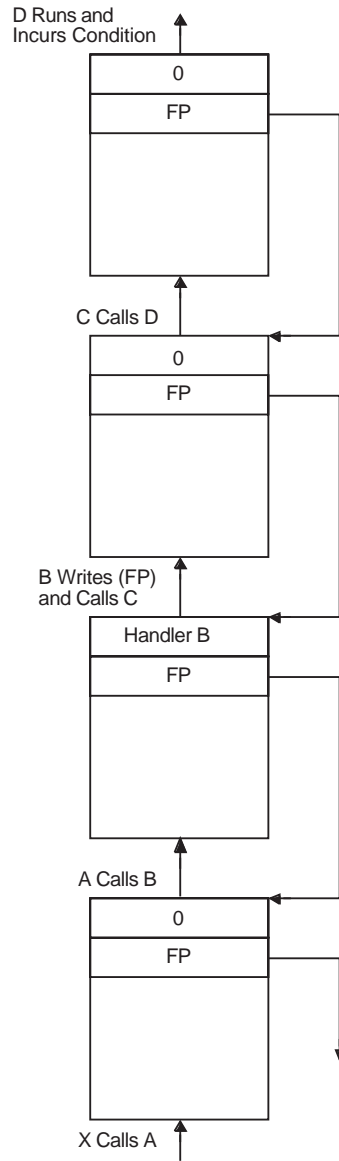 D Runs and
Incurs Condition
0
FP
C Calls D
0
FP
B Writes (FP)
and Calls C
Handler B
FP
A Calls B
0
FP
X Calls A